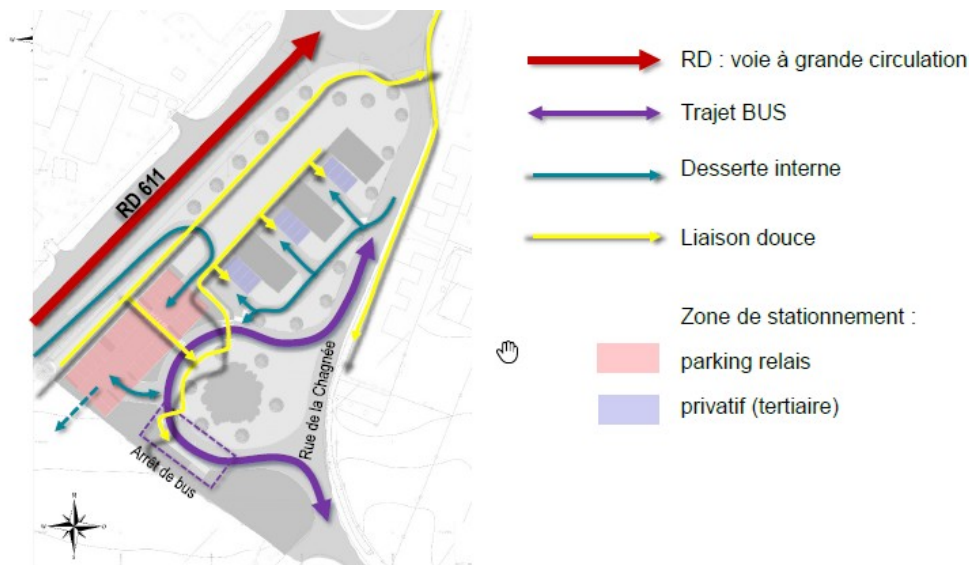 RD 611
Rue de la Chagnée
Arrêt de bus
RD : voie à grande circulation
Trajet BUS
Desserte interne
Liaison douce
Zone de stationnement :
parking relais
privatif (tertiaire)